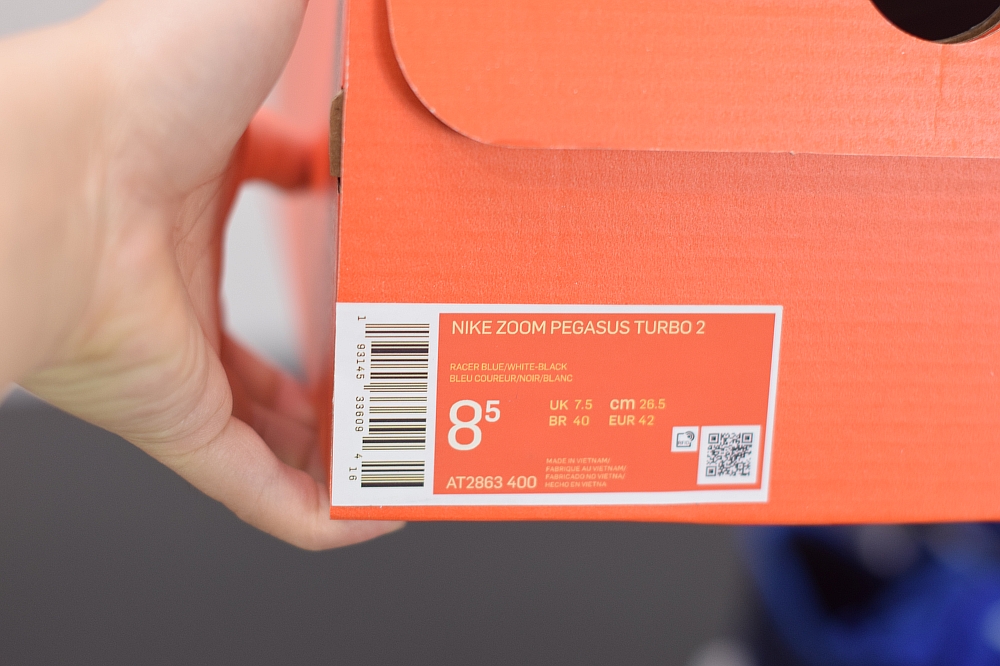 1 93145 33609 4 16
NIKE ZOOM PEGASUS TURBO 2
RACER BLUE/WHITE-BLACK
BLEU COUREUR/NOIR/BLANC
8⁵
UK 7.5 cm 26.5
BR 40 EUR 42
AT2863 400
MADE IN VIETNAM/
FABRIQUE AU VIETNAM/
FABRICADO NO VIETNA/
HECHO EN VIETNA